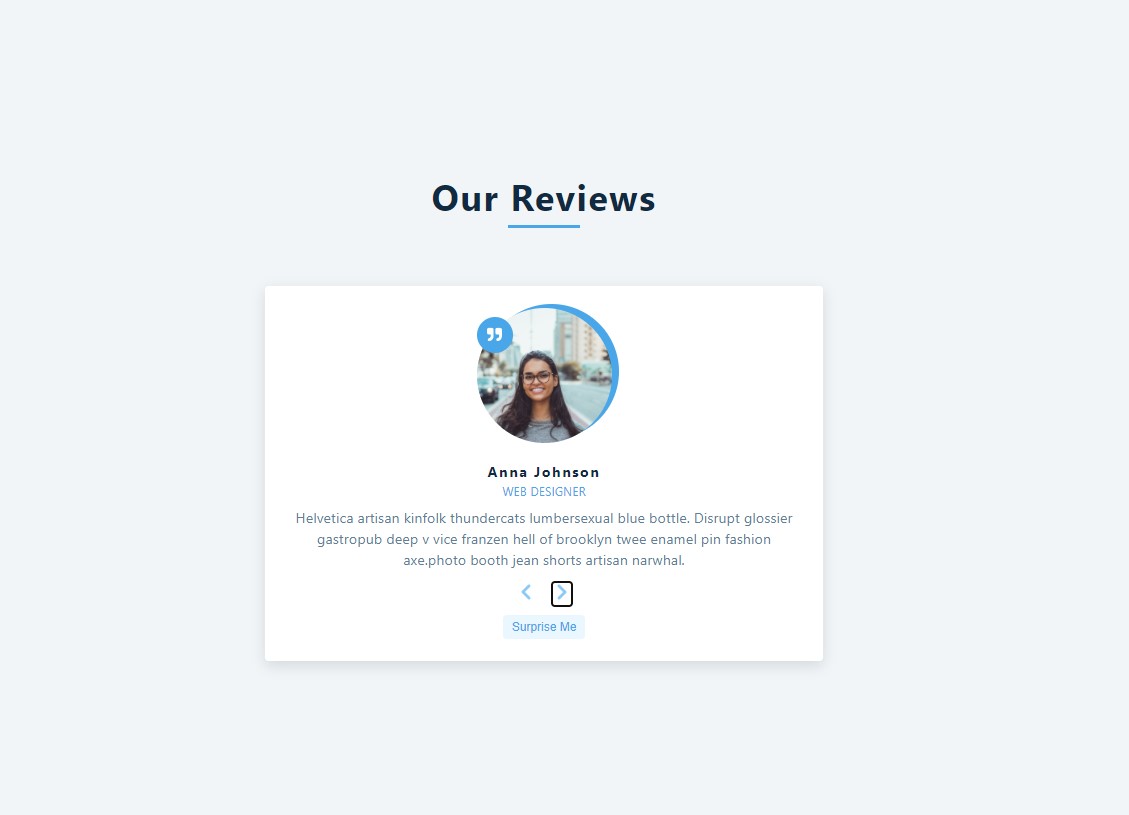 Our Reviews
Anna Johnson
WEB DESIGNER
Helvetica artisan kinfolk thundercats lumbersexual blue bottle. Disrupt glossier
gastropub deep v vice franzen hell of brooklyn twee enamel pin fashion
axe.photo booth jean shorts artisan narwhal.
Surprise Me